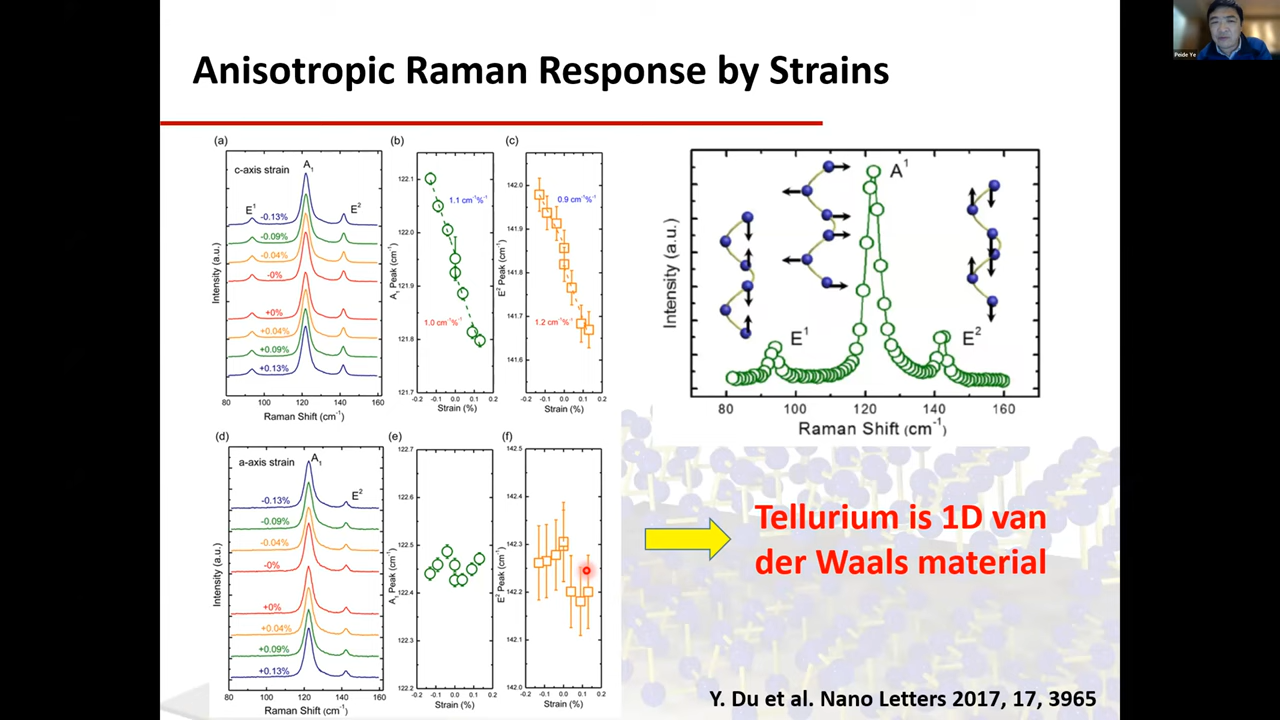 Peide Ye
Anisotropic Raman Response by Strains
(a)
c-axis strain
A₁
E¹
E²
-0.13%
-0.09%
-0.04%
-0%
+0%
+0.04%
+0.09%
+0.13%
Intensity (a.u.)
80 100 120 140 160
Raman Shift (cm⁻¹)
(b)
122.1
122.0
121.9
121.8
121.7
1.1 cm⁻¹%⁻¹
1.0 cm⁻¹%⁻¹
A₁ Peak (cm⁻¹)
-0.2 -0.1 0.0 0.1 0.2
Strain (%)
(c)
142.0
141.9
141.8
141.7
141.6
0.9 cm⁻¹%⁻¹
1.2 cm⁻¹%⁻¹
E² Peak (cm⁻¹)
-0.2 -0.1 0.0 0.1 0.2
Strain (%)
A¹
E¹
E²
Intensity (a.u.)
80 100 120 140 160
Raman Shift (cm⁻¹)
(d)
a-axis strain
A₁
E²
-0.13%
-0.09%
-0.04%
-0%
+0%
+0.04%
+0.09%
+0.13%
Intensity (a.u.)
80 100 120 140 160
Raman Shift (cm⁻¹)
(e)
122.7
122.6
122.5
122.4
122.3
122.2
A₁ Peak (cm⁻¹)
-0.2 -0.1 0.0 0.1 0.2
Strain (%)
(f)
142.5
142.4
142.3
142.2
142.1
142.0
E² Peak (cm⁻¹)
-0.2 -0.1 0.0 0.1 0.2
Strain (%)
Tellurium is 1D van
der Waals material
Y. Du et al. Nano Letters 2017, 17, 3965